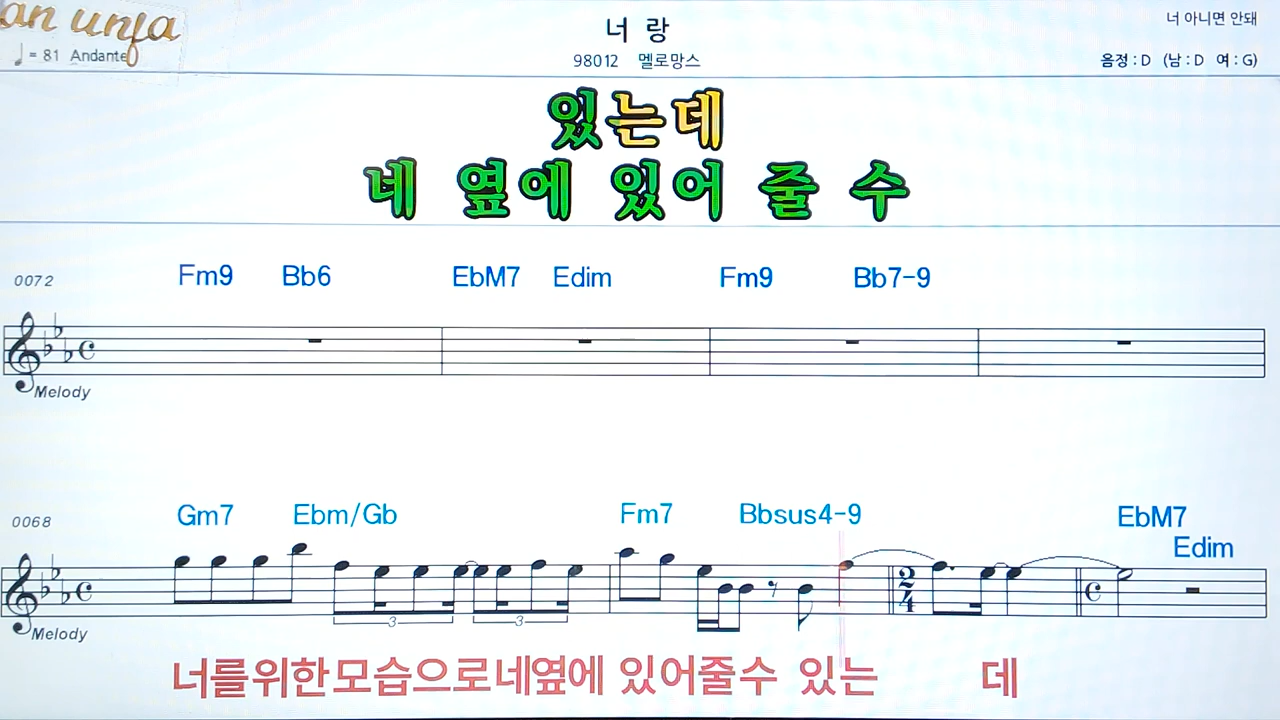 an unfa
♩= 81 Andante
너 랑
98012 멜로망스
너 아니면 안돼
음정 : D (남 : D 여 : G)
있는데
네 옆에 있어 줄 수
0072
Fm9 Bb6 EbM7 Edim Fm9 Bb7-9
Melody
0068
Gm7 Ebm/Gb Fm7 Bbsus4-9 EbM7
Edim
3 3
2
4
Melody
너를위한모습으로네옆에 있어줄수 있는 데